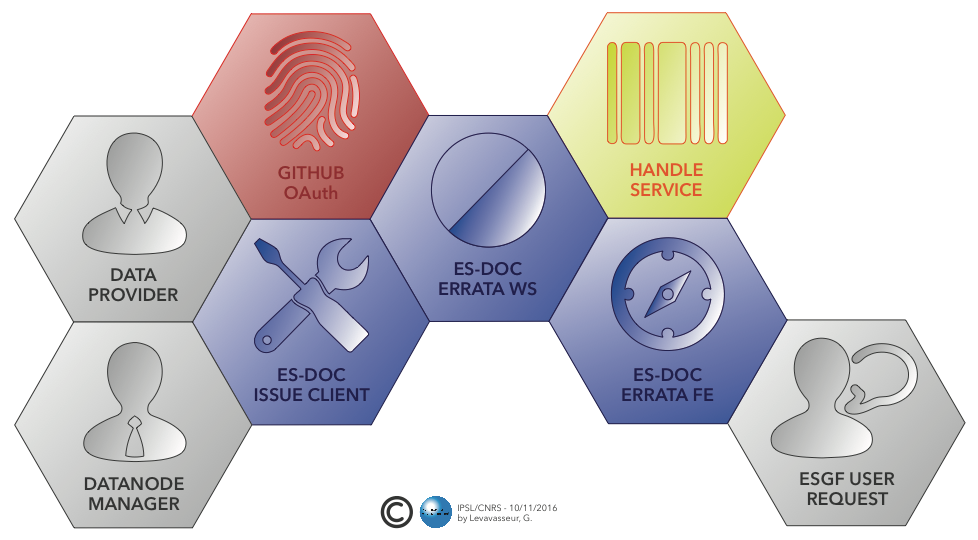 GITHUB
OAuth
HANDLE
SERVICE
DATA
PROVIDER
ES-DOC
ERRATA WS
ES-DOC
ISSUE CLIENT
ES-DOC
ERRATA FE
DATANODE
MANAGER
ESGF USER
REQUEST
© IPSL/CNRS - 10/11/2016
by Levavasseur, G.